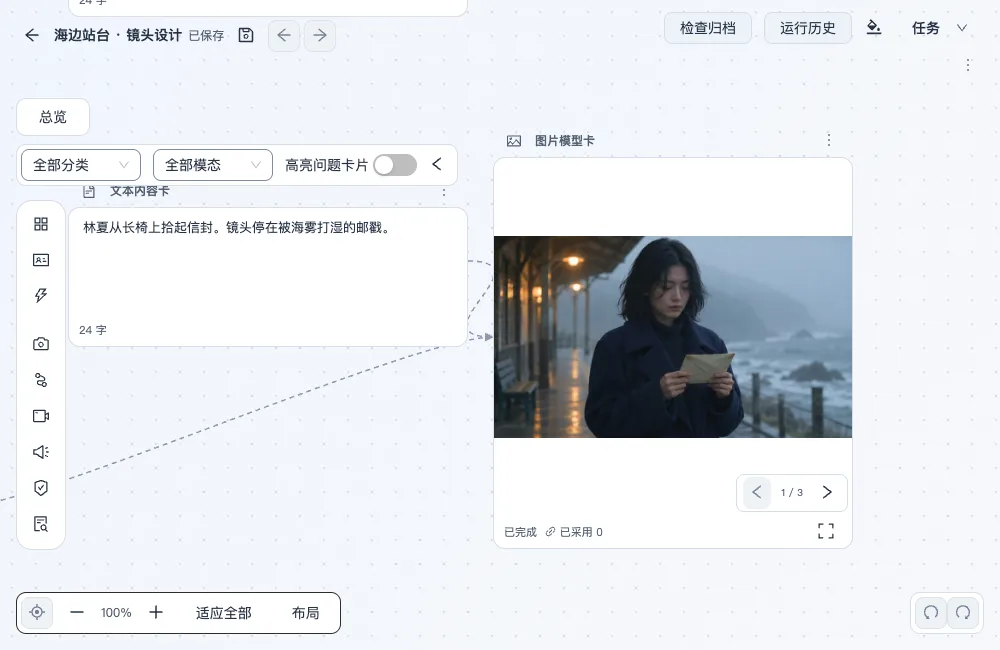 24 字
海边站台 · 镜头设计 已保存
检查归档
运行历史
任务
总览
全部分类
全部模态
高亮问题卡片
文本内容卡
林夏从长椅上拾起信封。镜头停在被海雾打湿的邮戳。
24 字
图片模型卡
1 / 3
已完成 已采用 0
100%
适应全部
布局